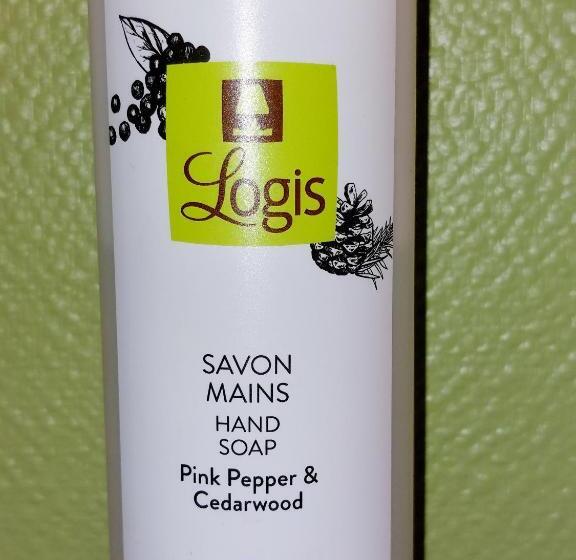 Logis
SAVON
MAINS
HAND
SOAP
Pink Pepper &
Cedarwood